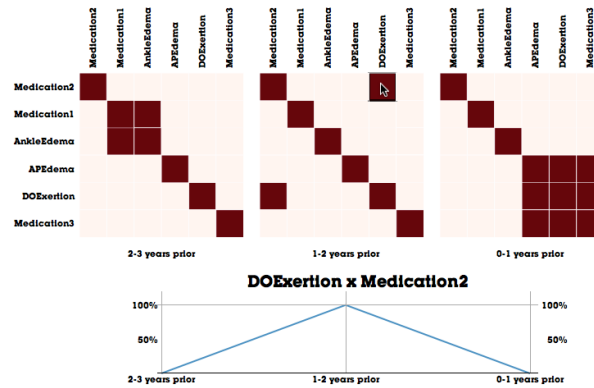 Medication2 Medication1 AnkleEdema APEdema DOExertion Medication3 Medication2 Medication1 AnkleEdema APEdema DOExertion Medication3 Medication2 Medication1 AnkleEdema APEdema DOExertion Medication3
Medication2
Medication1
AnkleEdema
APEdema
DOExertion
Medication3
2-3 years prior 1-2 years prior 0-1 years prior
DOExertion x Medication2
100% 100%
50% 50%
2-3 years prior 1-2 years prior 0-1 years prior